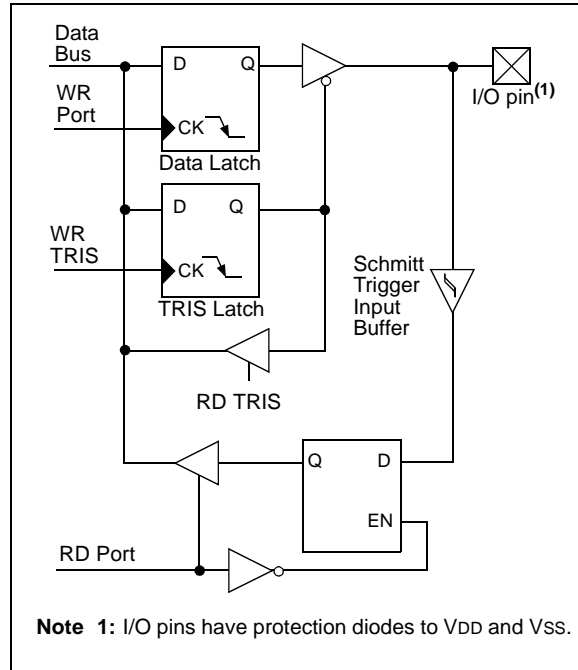 Data
Bus
D
Q
I/O pin(1)
WR
Port
CK
Data Latch
D
Q
WR
TRIS
CK
TRIS Latch
Schmitt
Trigger
Input
Buffer
RD TRIS
Q
D
EN
RD Port
Note 1: I/O pins have protection diodes to VDD and VSS.